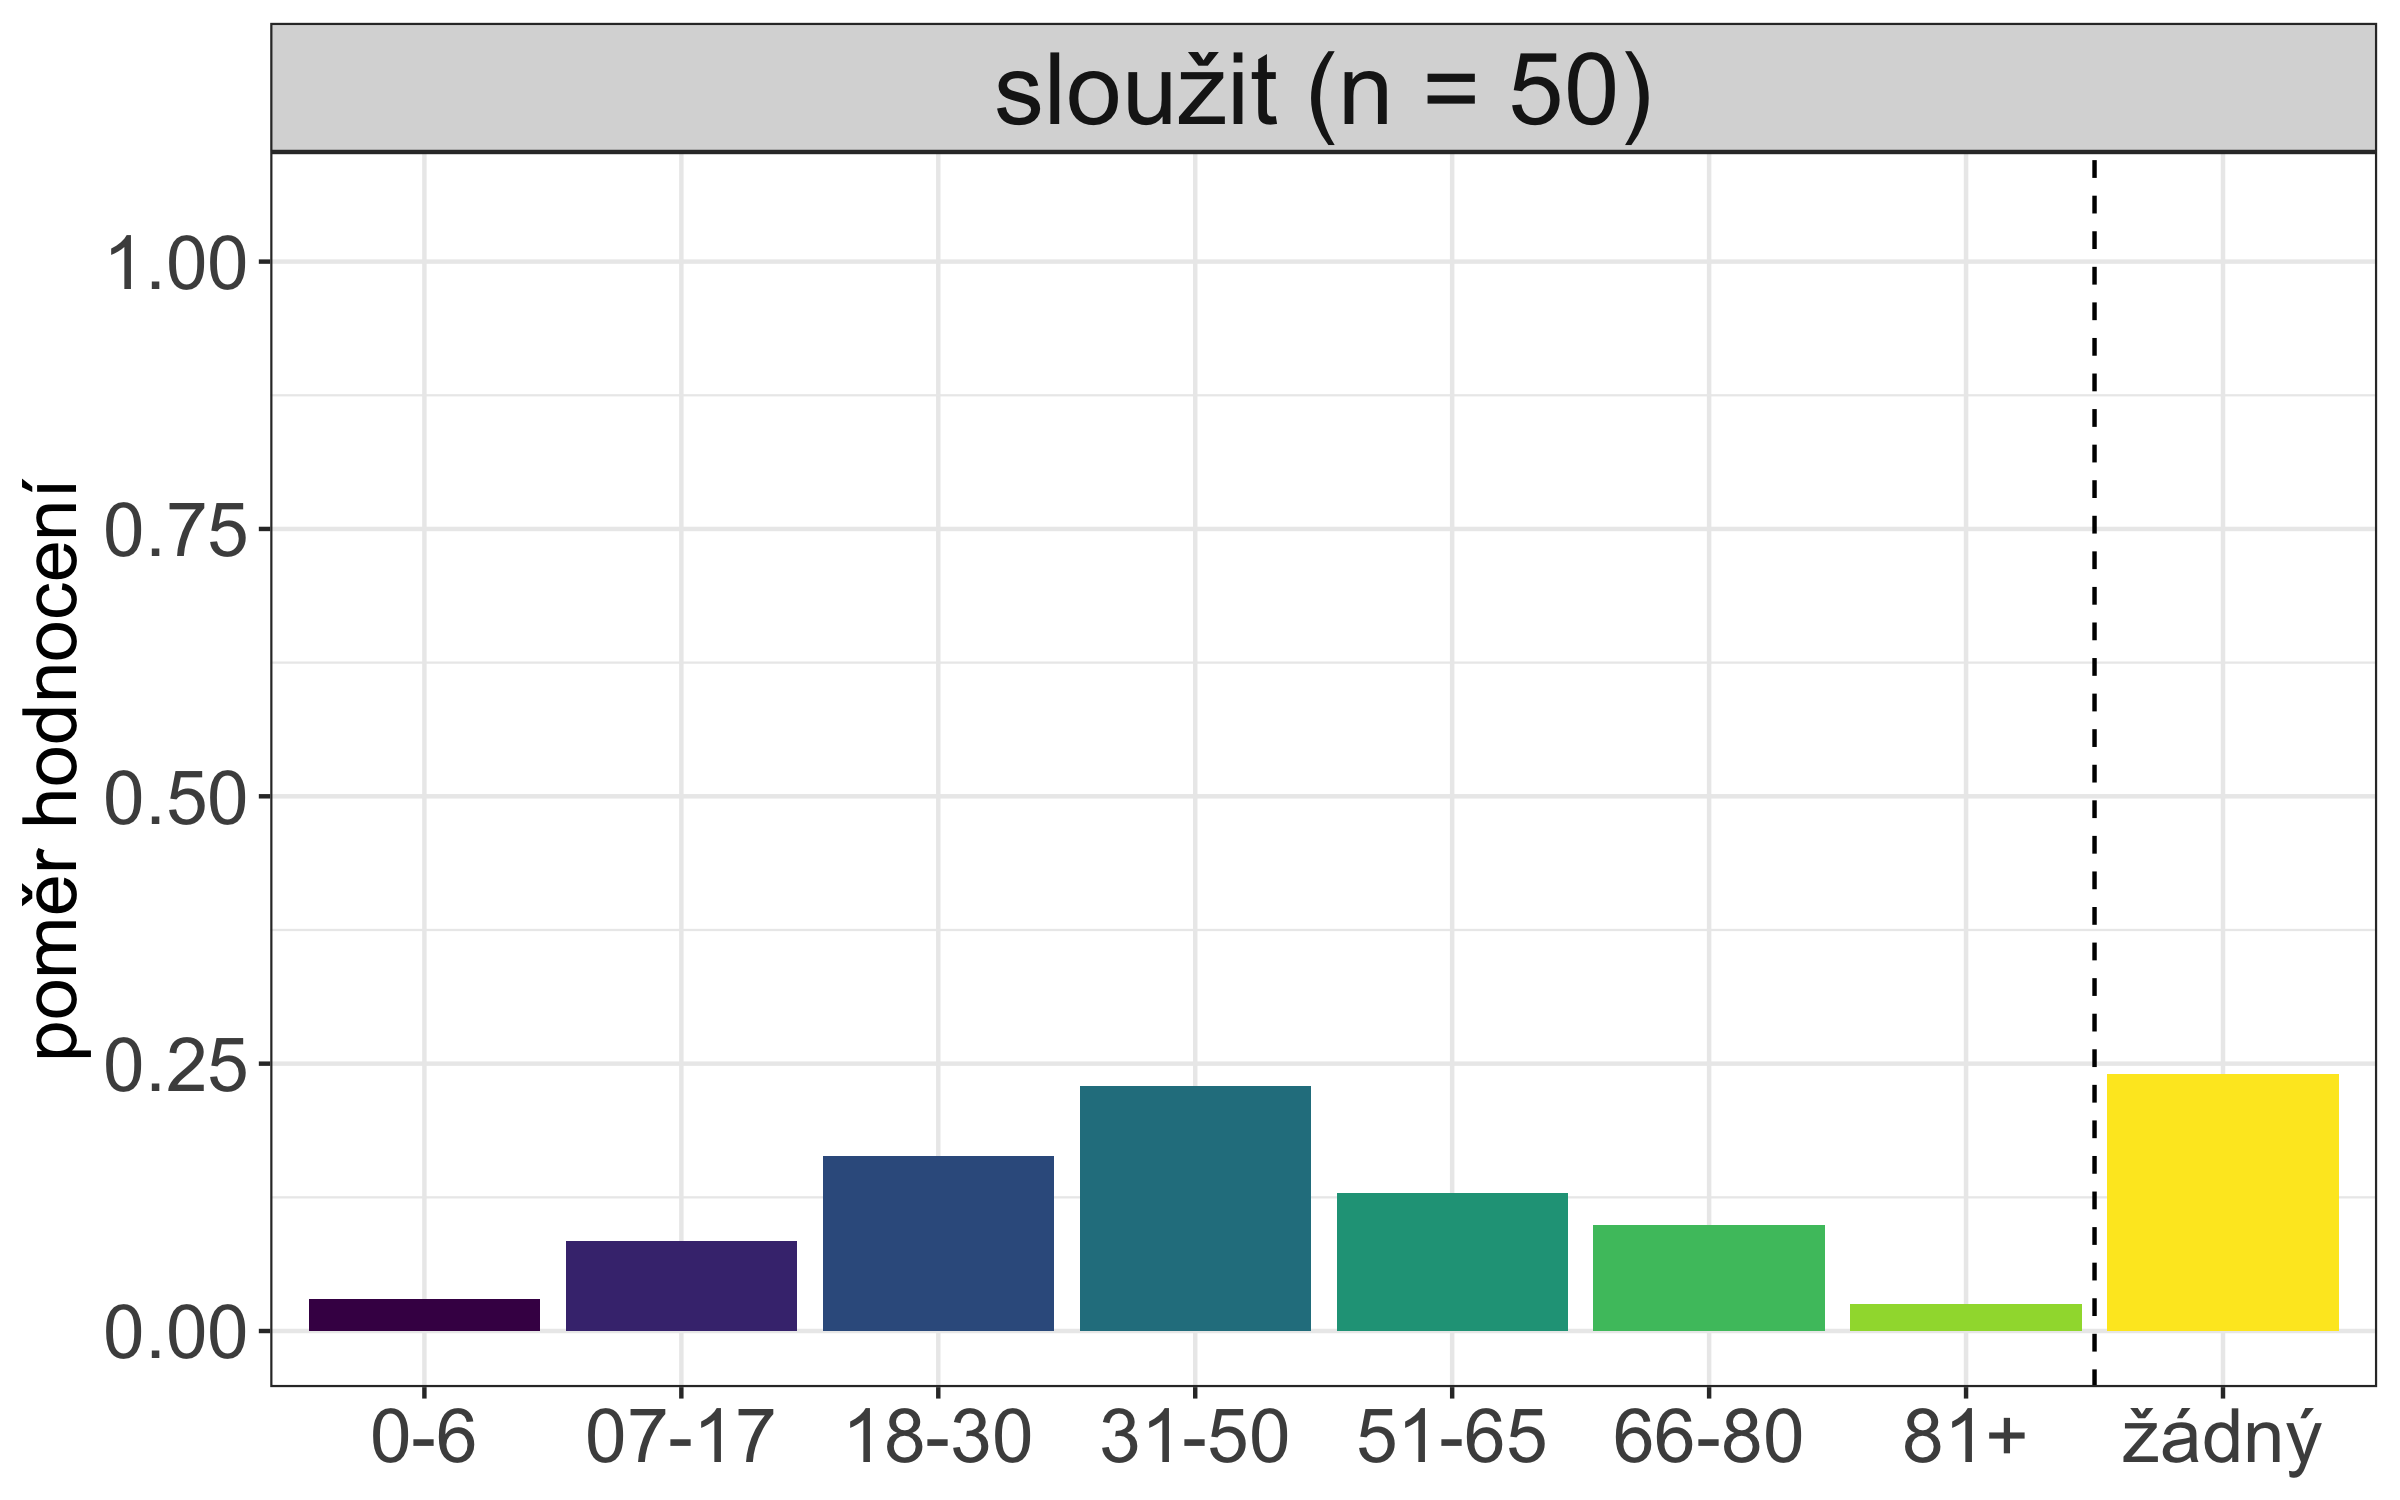 sloužit (n = 50)
poměr hodnocení
1.00
0.75
0.50
0.25
0.00
0-6 07-17 18-30 31-50 51-65 66-80 81+ žádný